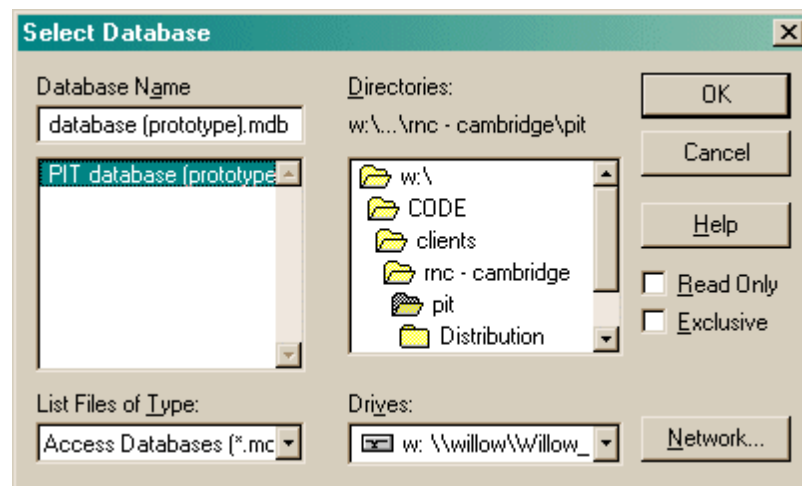 Select Database
Database Name
database (prototype).mdb
PIT database (prototype
List Files of Type:
Access Databases (*.mc
Directories:
w:\...\rnc - cambridge\pit
w:\
CODE
clients
rnc - cambridge
pit
Distribution
Drives:
w: \\willow\Willow_
OK
Cancel
Help
Read Only
Exclusive
Network...